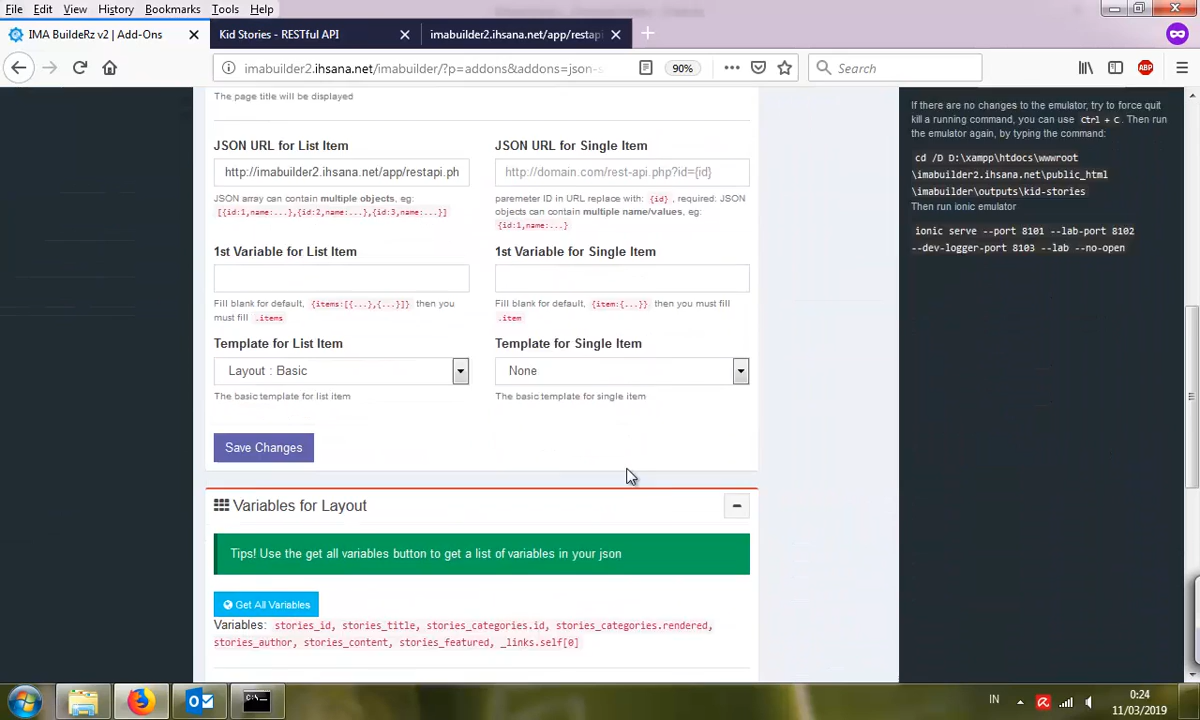 File Edit View History Bookmarks Tools Help
IMA BuildeRz v2 | Add-Ons
Kid Stories - RESTful API
imabuilder2.ihsana.net/app/restapi
imabuilder2.ihsana.net/imabuilder/?p=addons&addons=json-s
90%
Search
ABP
The page title will be displayed
JSON URL for List Item
http://imabuilder2.ihsana.net/app/restapi.ph
JSON array can contain multiple objects, eg:
[{id:1,name:...},{id:2,name:...},{id:3,name:...}]
JSON URL for Single Item
http://domain.com/rest-api.php?id={id}
paremeter ID in URL replace with: {id} , required: JSON
objects can contain multiple name/values, eg:
{id:1,name:...}
1st Variable for List Item
Fill blank for default, {items:[{...},{...}]} then you
must fill .items
1st Variable for Single Item
Fill blank for default, {item:{...}} then you must fill
.item
Template for List Item
Layout : Basic
The basic template for list item
Template for Single Item
None
The basic template for single item
Save Changes
Variables for Layout
Tips! Use the get all variables button to get a list of variables in your json
Get All Variables
Variables: stories_id, stories_title, stories_categories.id, stories_categories.rendered,
stories_author, stories_content, stories_featured, _links.self[0]
If there are no changes to the emulator, try to force quit
kill a running command, you can use Ctrl + C. Then run
the emulator again, by typing the command:
cd /D D:\xampp\htdocs\wwwroot
\imabuilder2.ihsana.net\public_html
\imabuilder\outputs\kid-stories
Then run ionic emulator
ionic serve --port 8101 --lab-port 8102
--dev-logger-port 8103 --lab --no-open
IN
0:24
11/03/2019